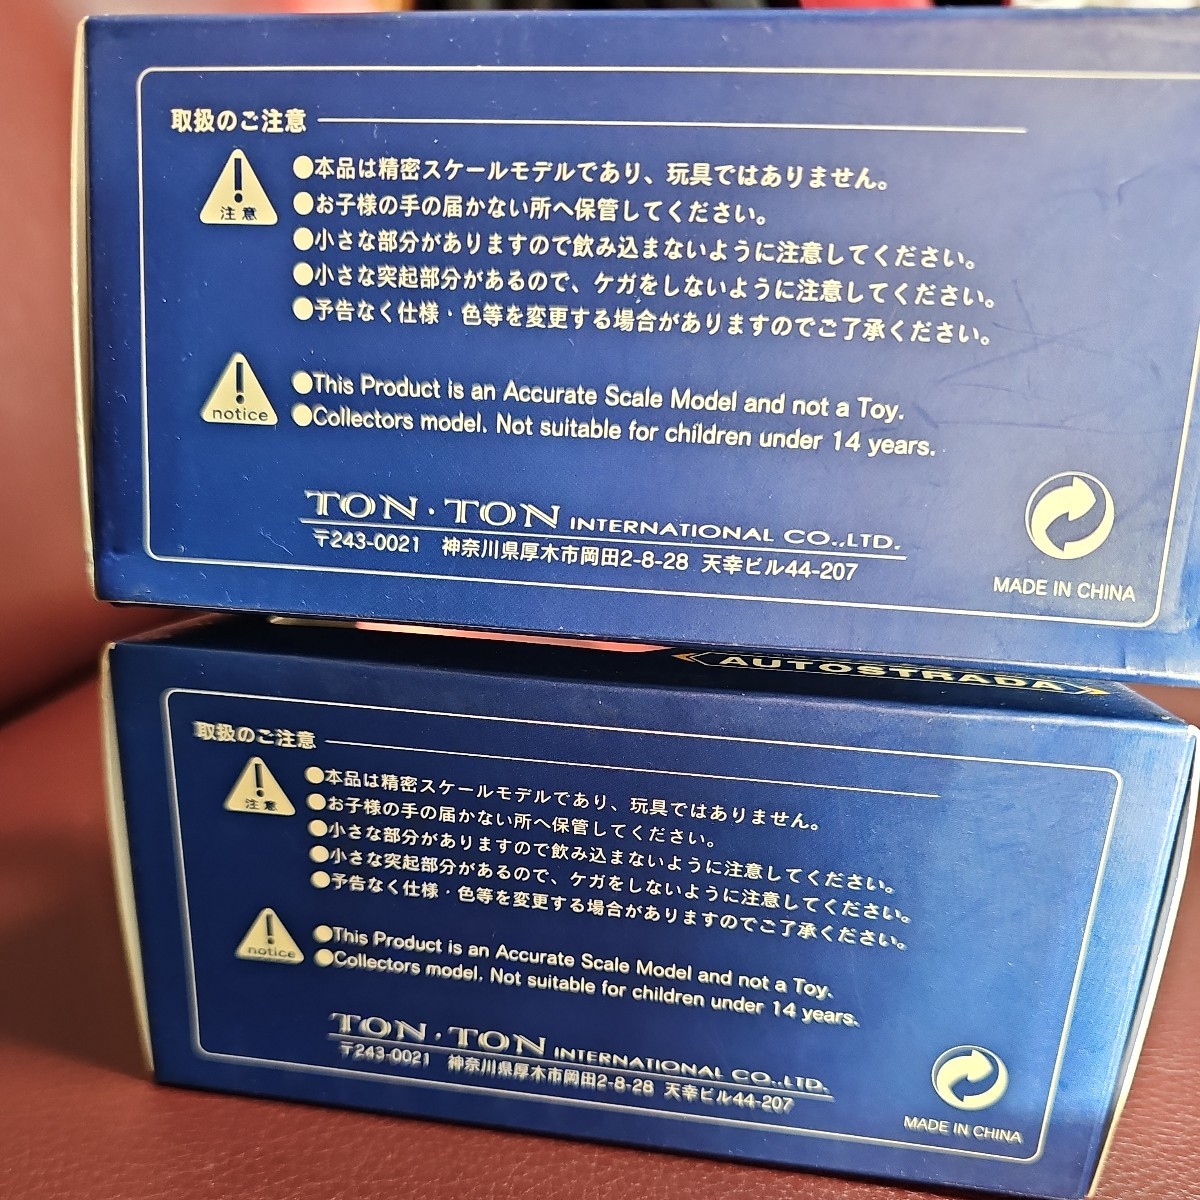 取扱のご注意
注意
●本品は精密スケールモデルであり、玩具ではありません。
●お子様の手の届かない所へ保管してください。
●小さな部分がありますので飲み込まないように注意してください。
●小さな突起部分があるので、ケガをしないように注意してください。
●予告なく仕様・色等を変更する場合がありますのでご了承ください。
notice
●This Product is an Accurate Scale Model and not a Toy.
●Collectors model. Not suitable for children under 14 years.
TON・TON INTERNATIONAL CO.,LTD.
〒243-0021 神奈川県厚木市岡田2-8-28 天幸ビル44-207
MADE IN CHINA
AUTOSTRADA
取扱のご注意
注意
●本品は精密スケールモデルであり、玩具ではありません。
●お子様の手の届かない所へ保管してください。
●小さな部分がありますので飲み込まないように注意してください。
●小さな突起部分があるので、ケガをしないように注意してください。
●予告なく仕様・色等を変更する場合がありますのでご了承ください。
notice
●This Product is an Accurate Scale Model and not a Toy.
●Collectors model. Not suitable for children under 14 years.
TON・TON INTERNATIONAL CO.,LTD.
〒243-0021 神奈川県厚木市岡田2-8-28 天幸ビル44-207
MADE IN CHINA